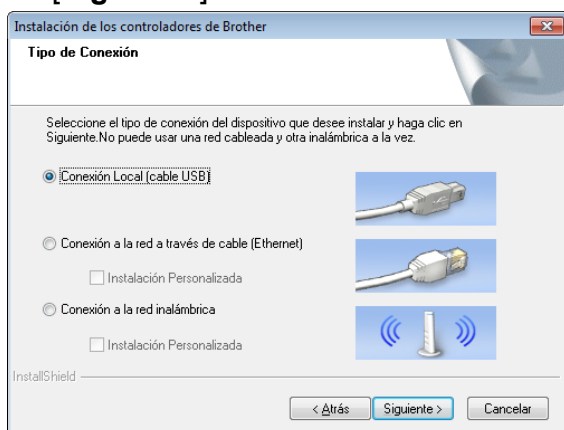 Instalación de los controladores de Brother
Tipo de Conexión
Seleccione el tipo de conexión del dispositivo que desee instalar y haga clic en
Siguiente.No puede usar una red cableada y otra inalámbrica a la vez.
Conexión Local (cable USB)
Conexión a la red a través de cable (Ethernet)
Instalación Personalizada
Conexión a la red inalámbrica
Instalación Personalizada
InstallShield
< Atrás Siguiente > Cancelar